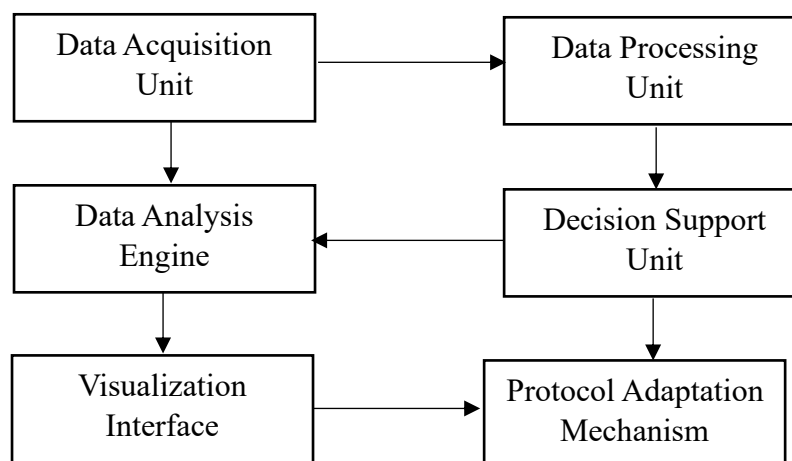 Data Acquisition
Unit
Data Processing
Unit
Data Analysis
Engine
Decision Support
Unit
Visualization
Interface
Protocol Adaptation
Mechanism